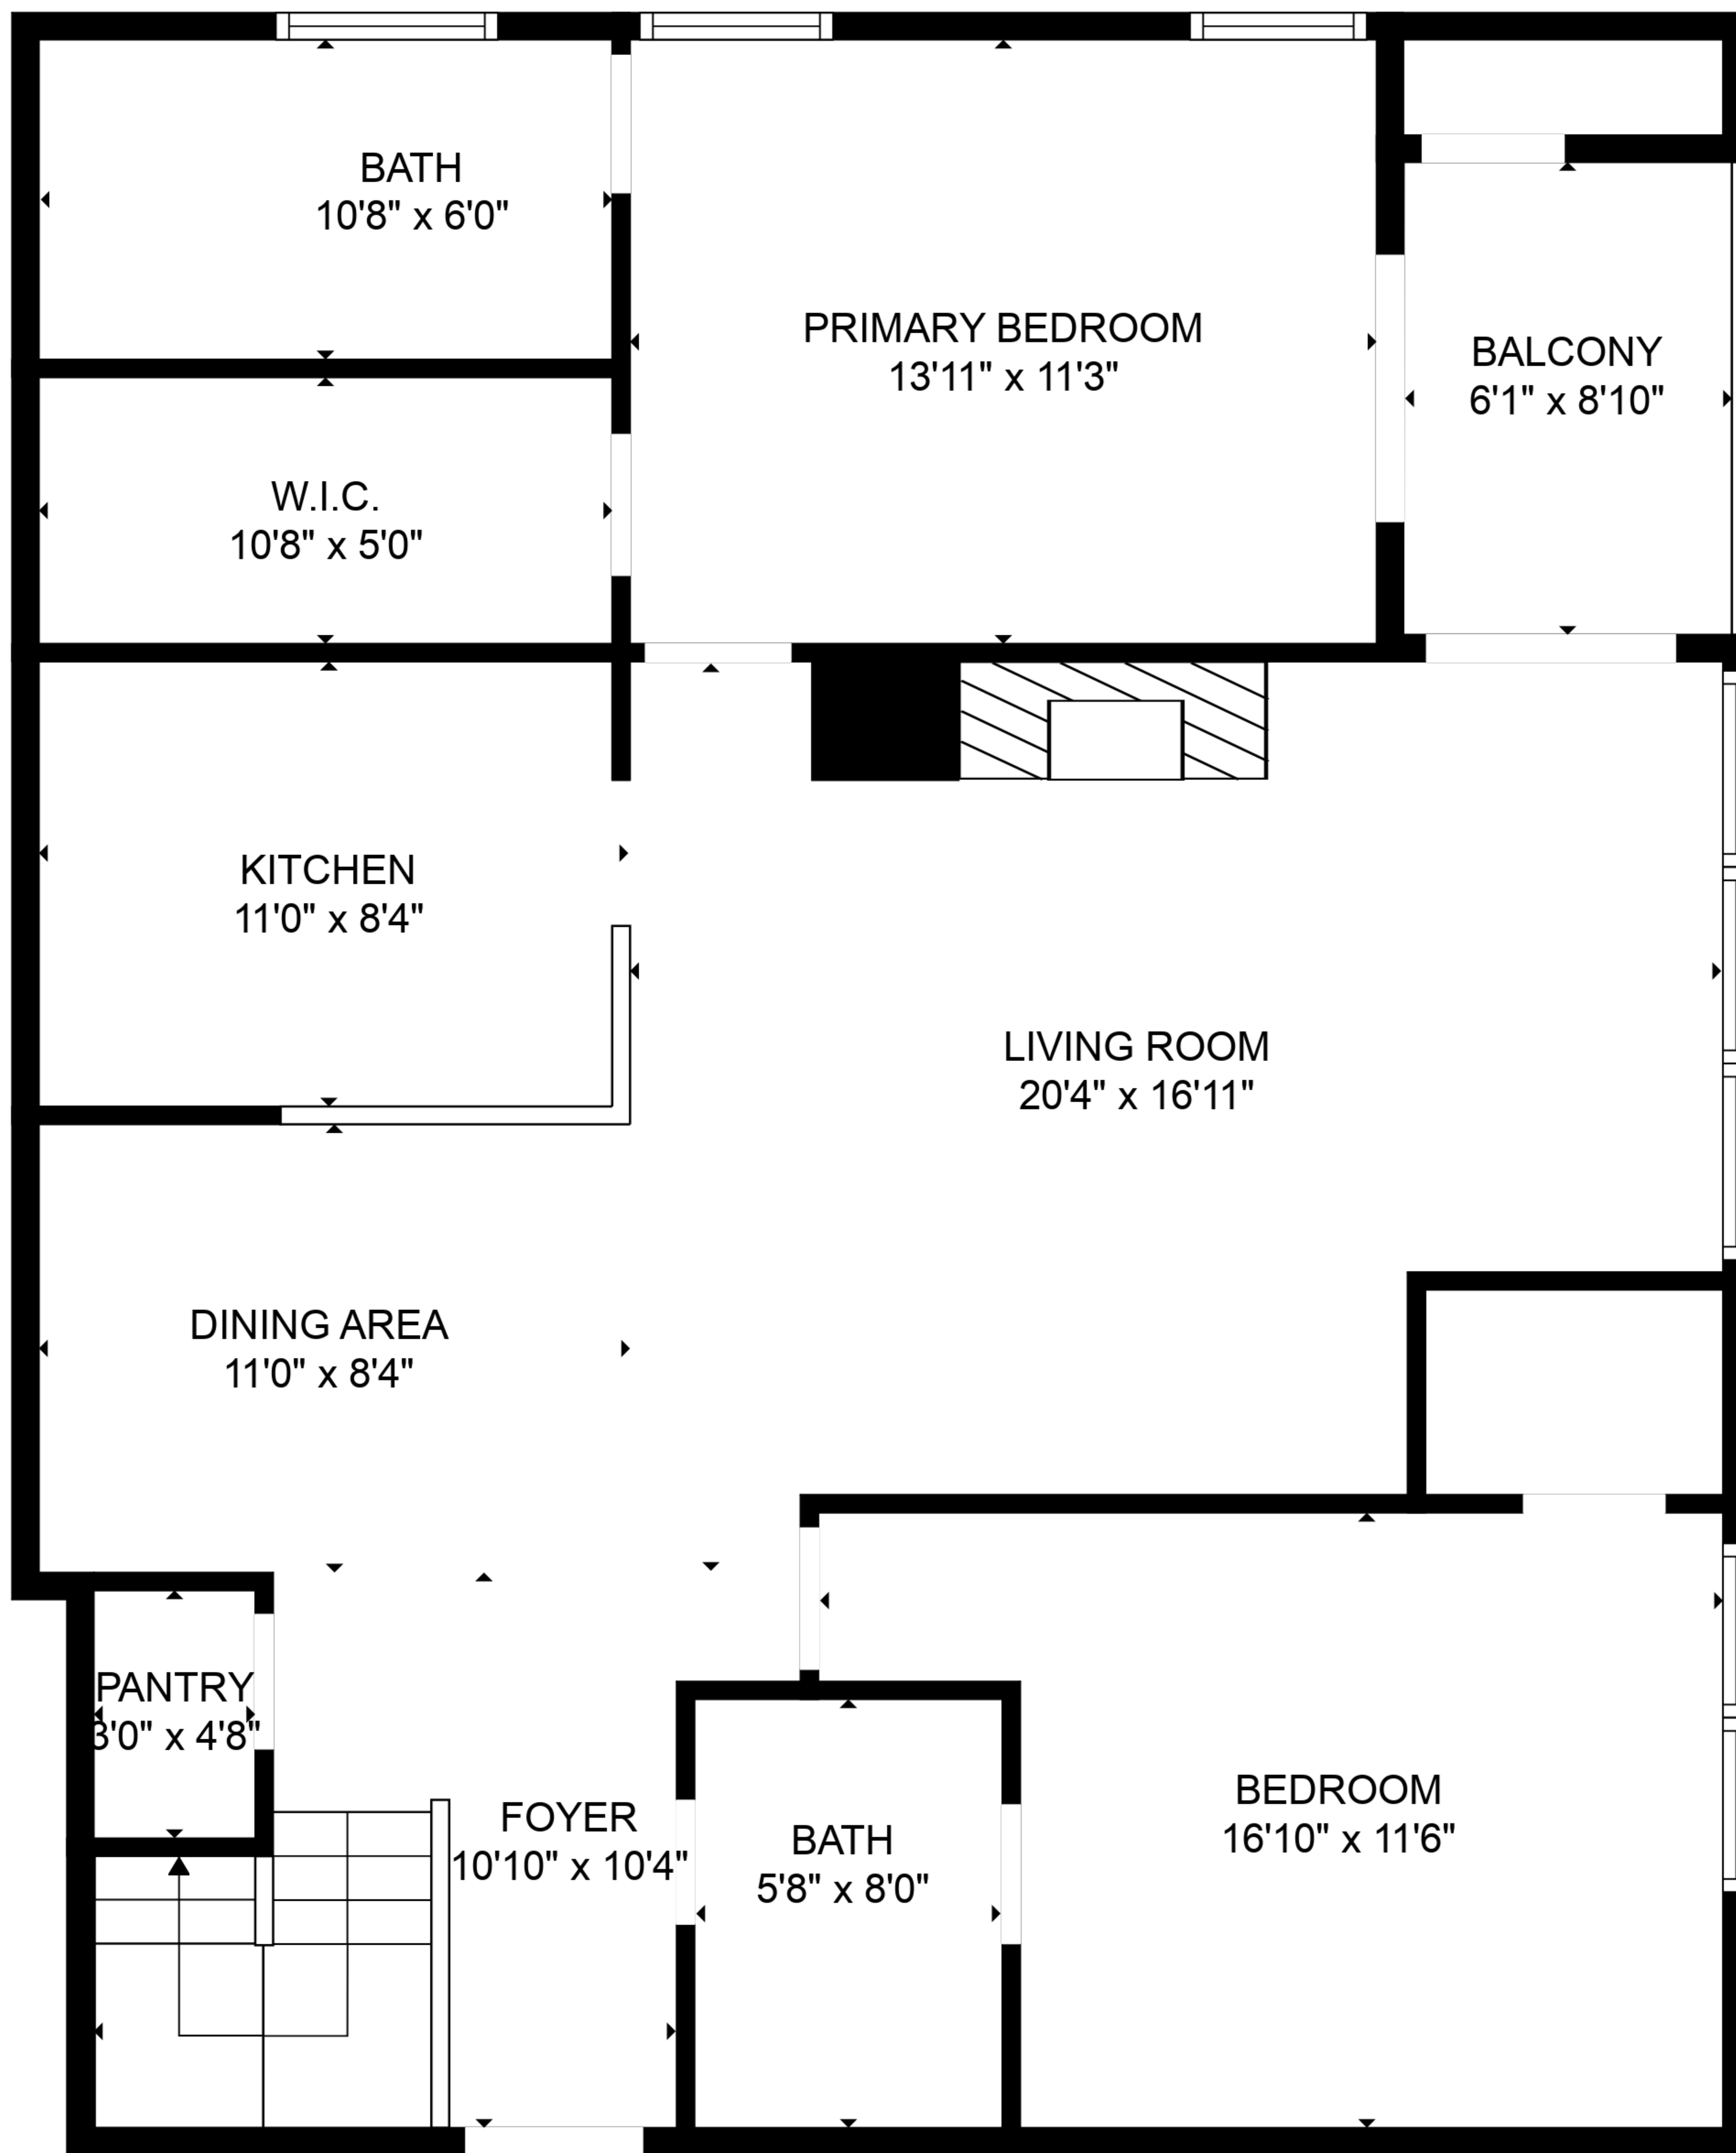 BATH
10'8" x 6'0"
PRIMARY BEDROOM
13'11" x 11'3"
BALCONY
6'1" x 8'10"
W.I.C.
10'8" x 5'0"
KITCHEN
11'0" x 8'4"
LIVING ROOM
20'4" x 16'11"
DINING AREA
11'0" x 8'4"
PANTRY
3'0" x 4'8"
FOYER
10'10" x 10'4"
BATH
5'8" x 8'0"
BEDROOM
16'10" x 11'6"